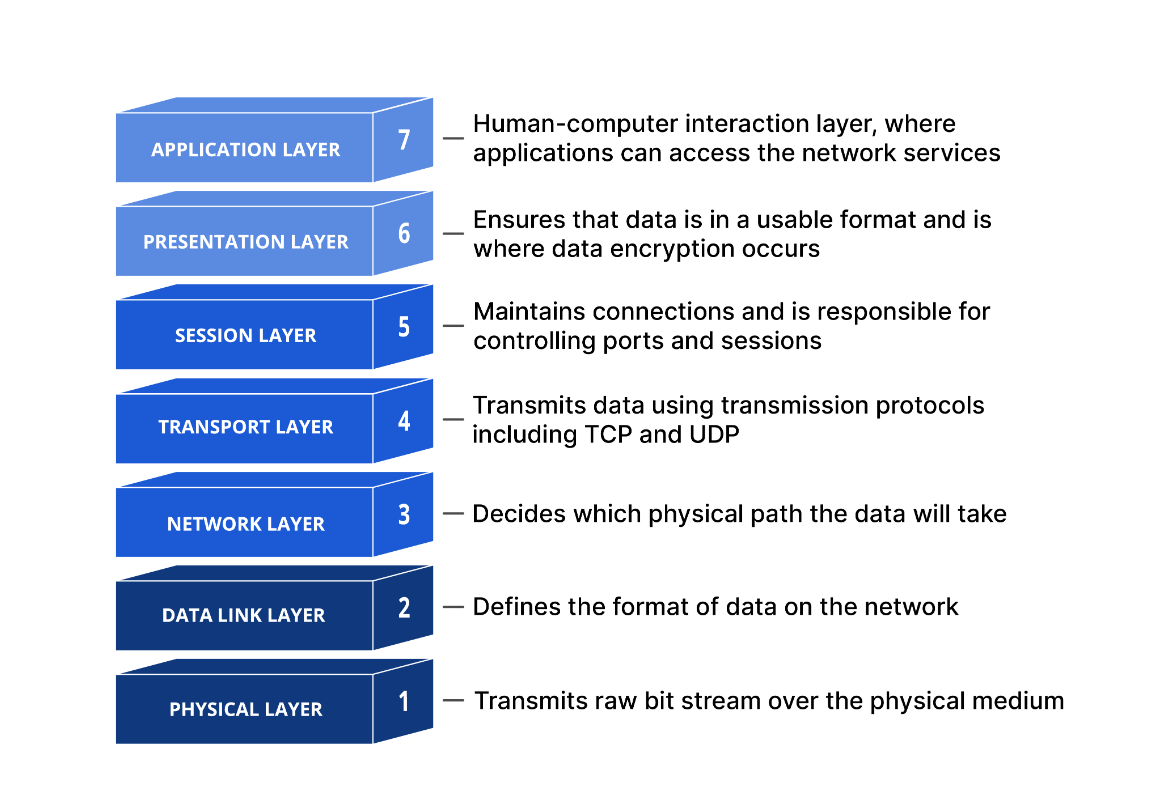 APPLICATION LAYER
7
Human-computer interaction layer, where
applications can access the network services
PRESENTATION LAYER
6
Ensures that data is in a usable format and is
where data encryption occurs
SESSION LAYER
5
Maintains connections and is responsible for
controlling ports and sessions
TRANSPORT LAYER
4
Transmits data using transmission protocols
including TCP and UDP
NETWORK LAYER
3
Decides which physical path the data will take
DATA LINK LAYER
2
Defines the format of data on the network
PHYSICAL LAYER
1
Transmits raw bit stream over the physical medium